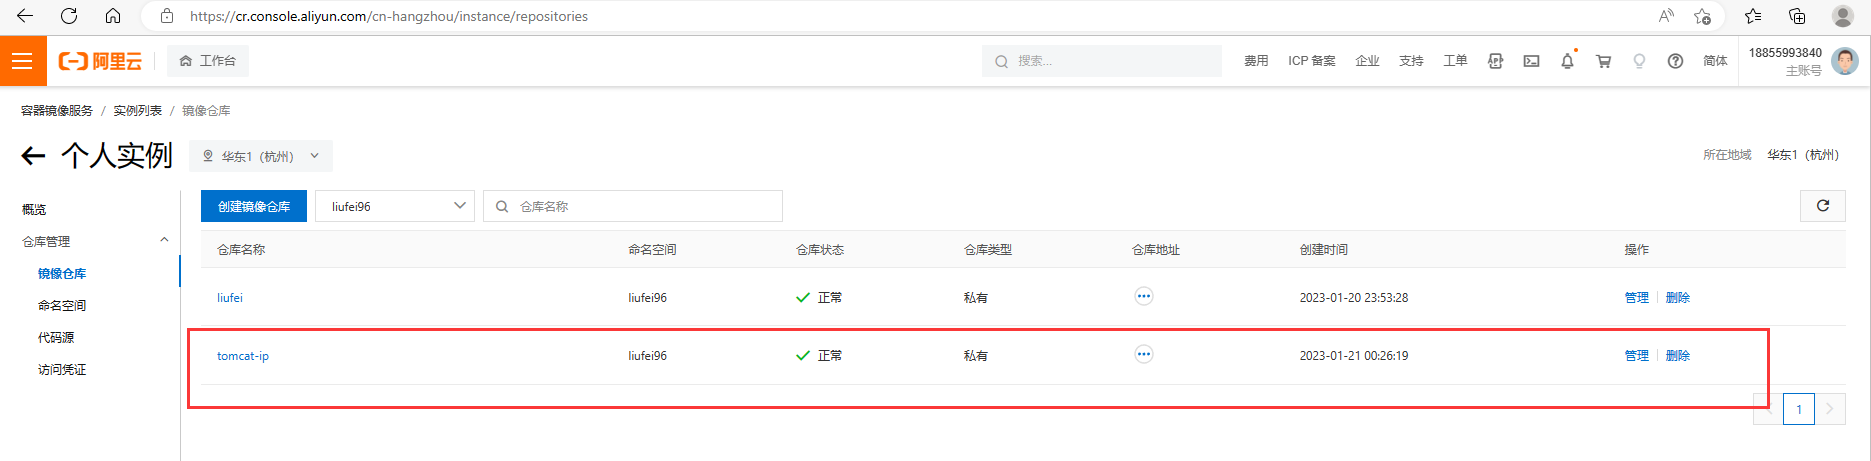 https://cr.console.aliyun.com/cn-hangzhou/instance/repositories
阿里云 工作台 搜索... 费用 ICP 备案 企业 支持 工单 简体 18855993840
主账号
容器镜像服务 / 实例列表 / 镜像仓库
个人实例 华东1（杭州） 所在地域 华东1（杭州）
概览
仓库管理
镜像仓库
命名空间
代码源
访问凭证
创建镜像仓库 liufei96 仓库名称
仓库名称 命名空间 仓库状态 仓库类型 仓库地址 创建时间 操作
liufei liufei96 正常 私有 2023-01-20 23:53:28 管理 删除
tomcat-ip liufei96 正常 私有 2023-01-21 00:26:19 管理 删除
1